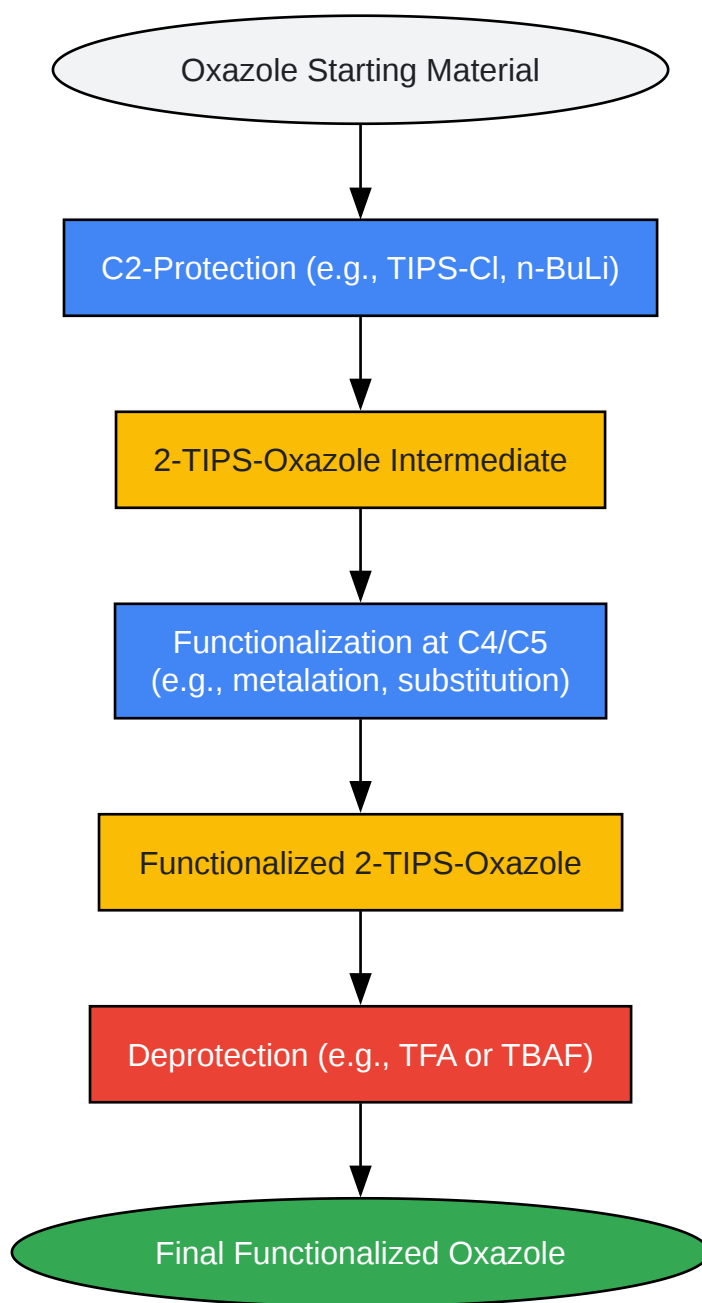 Oxazole Starting Material
C2-Protection (e.g., TIPS-Cl, n-BuLi)
2-TIPS-Oxazole Intermediate
Functionalization at C4/C5
(e.g., metalation, substitution)
Functionalized 2-TIPS-Oxazole
Deprotection (e.g., TFA or TBAF)
Final Functionalized Oxazole